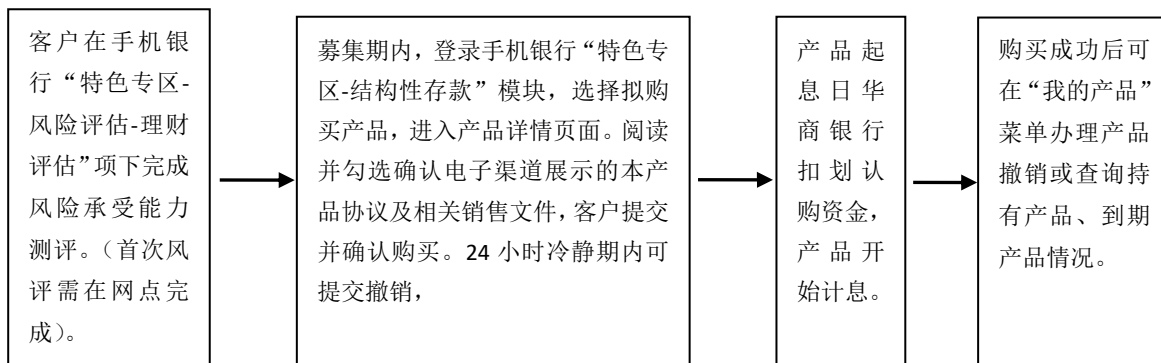 客户在手机银
行“特色专区-
风险评估-理财
评估”项下完成
风险承受能力
测评。（首次风
评需在网点完
成）。
募集期内，登录手机银行“特色专
区-结构性存款”模块，选择拟购
买产品，进入产品详情页面。阅读
并勾选确认电子渠道展示的本产
品协议及相关销售文件，客户提交
并确认购买。24 小时冷静期内可
提交撤销，
产品起
息日华
商银行
扣划认
购资金，
产品开
始计息。
购买成功后可
在“我的产品”
菜单办理产品
撤销或查询持
有产品、到期
产品情况。